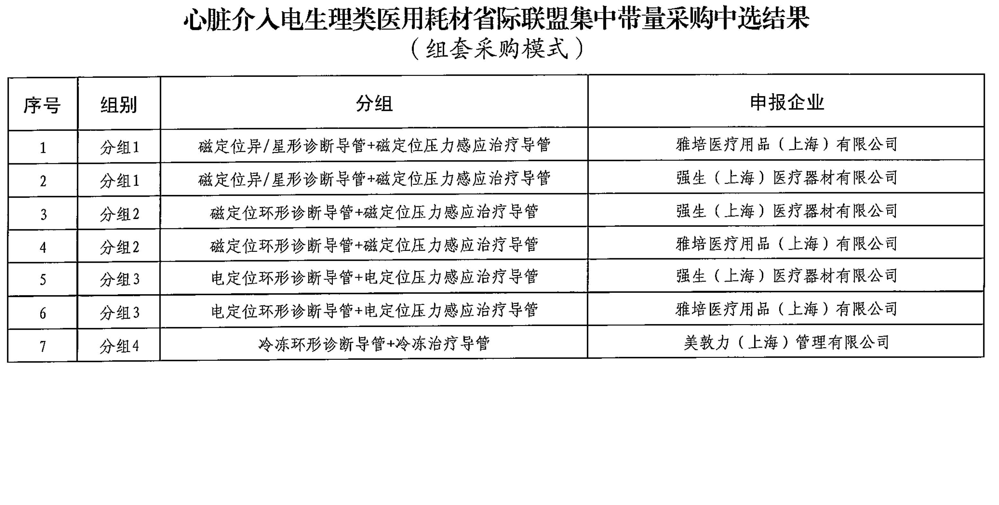 心脏介入电生理类医用耗材省际联盟集中带量采购中选结果
（组套采购模式）
序号 组别 分组 申报企业
1 分组1 磁定位异/星形诊断导管+磁定位压力感应治疗导管 雅培医疗用品（上海）有限公司
2 分组1 磁定位异/星形诊断导管+磁定位压力感应治疗导管 强生（上海）医疗器材有限公司
3 分组2 磁定位环形诊断导管+磁定位压力感应治疗导管 强生（上海）医疗器材有限公司
4 分组2 磁定位环形诊断导管+磁定位压力感应治疗导管 雅培医疗用品（上海）有限公司
5 分组3 电定位环形诊断导管+电定位压力感应治疗导管 强生（上海）医疗器材有限公司
6 分组3 电定位环形诊断导管+电定位压力感应治疗导管 雅培医疗用品（上海）有限公司
7 分组4 冷冻环形诊断导管+冷冻治疗导管 美敦力（上海）管理有限公司